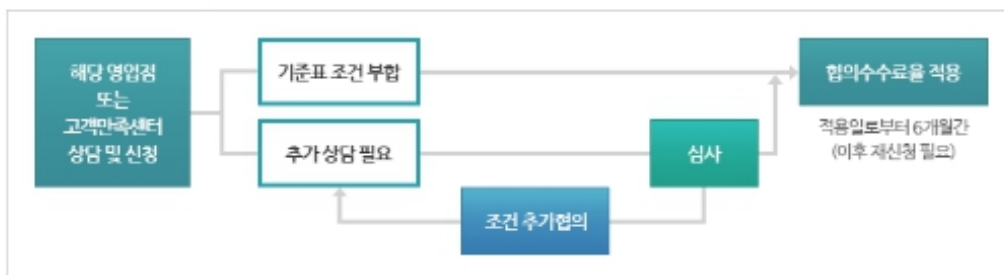 해당 영업점
또는
고객만족센터
상담 및 신청
기준표 조건 부합
추가 상담 필요
조건 추가협의
심사
협의수수료율 적용
적용일로부터 6개월간
(이후 재신청 필요)